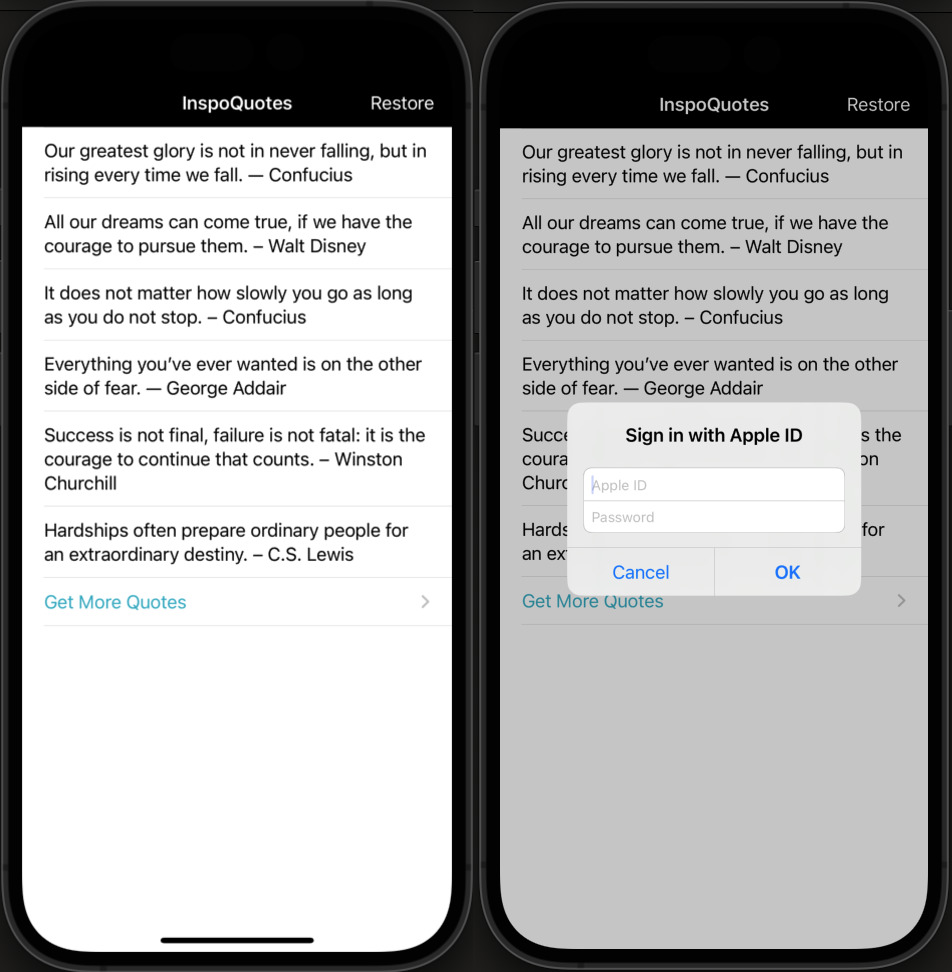 InspoQuotes
Restore
Our greatest glory is not in never falling, but in
rising every time we fall. — Confucius
All our dreams can come true, if we have the
courage to pursue them. – Walt Disney
It does not matter how slowly you go as long
as you do not stop. – Confucius
Everything you’ve ever wanted is on the other
side of fear. — George Addair
Success is not final, failure is not fatal: it is the
courage to continue that counts. – Winston
Churchill
Hardships often prepare ordinary people for
an extraordinary destiny. – C.S. Lewis
Get More Quotes
InspoQuotes
Restore
Our greatest glory is not in never falling, but in
rising every time we fall. — Confucius
All our dreams can come true, if we have the
courage to pursue them. – Walt Disney
It does not matter how slowly you go as long
as you do not stop. – Confucius
Everything you’ve ever wanted is on the other
side of fear. — George Addair
Succe
s the
coura
on
Churc
Hards
for
an ex
Sign in with Apple ID
Apple ID
Password
Cancel
OK
Get More Quotes